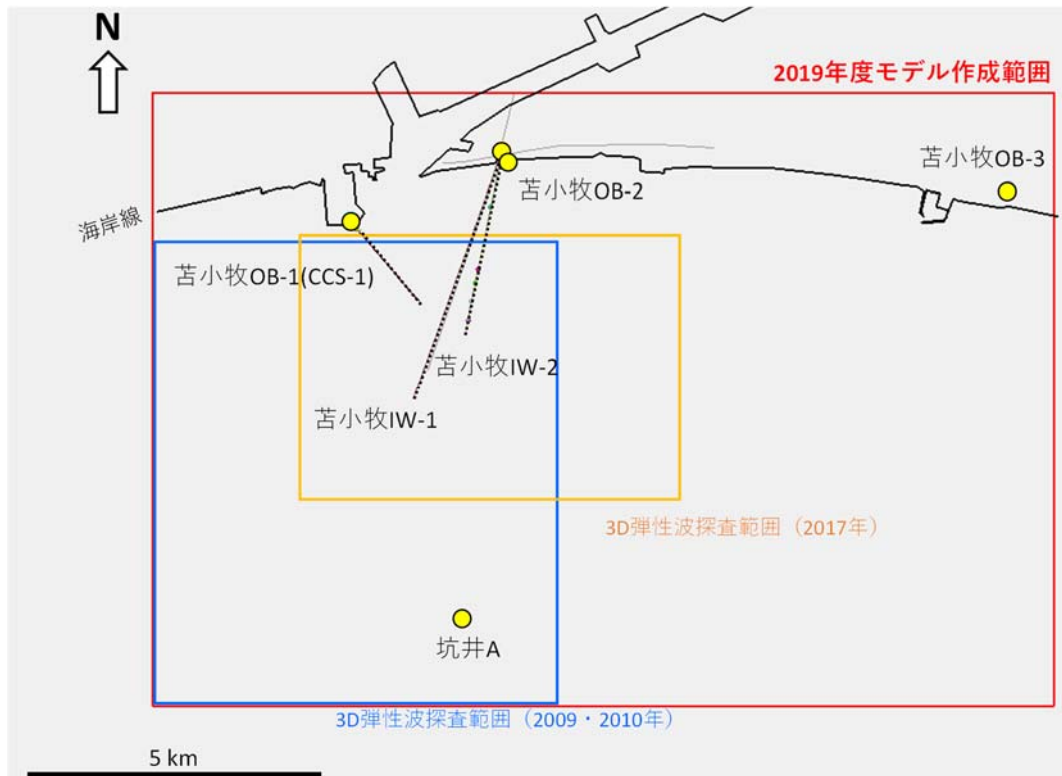 N
2019年度モデル作成範囲
苫小牧OB-3
苫小牧OB-2
海岸線
苫小牧OB-1(CCS-1)
苫小牧IW-2
苫小牧IW-1
3D弾性波探査範囲（2017年）
坑井A
3D弾性波探査範囲（2009・2010年）
5 km